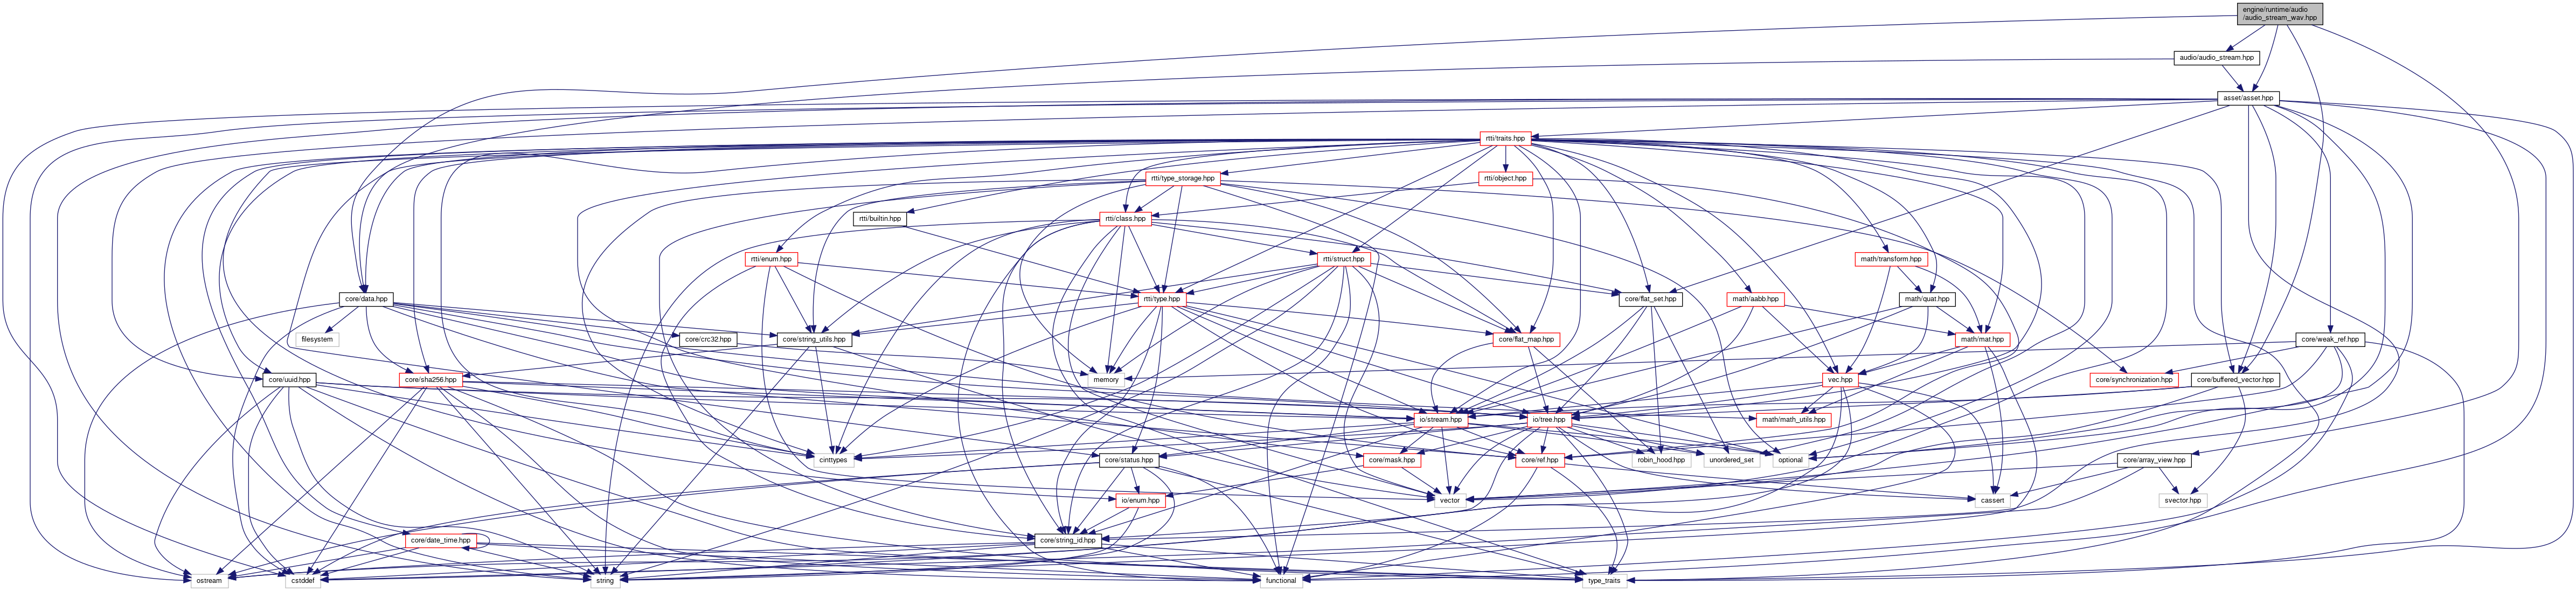 engine/runtime/audio
/audio_stream_wav.hpp
audio/audio_stream.hpp
asset/asset.hpp
rtti/traits.hpp
rtti/type_storage.hpp
rtti/object.hpp
rtti/builtin.hpp
rtti/class.hpp
rtti/enum.hpp
rtti/struct.hpp
math/transform.hpp
core/data.hpp
rtti/type.hpp
core/flat_set.hpp
math/aabb.hpp
math/quat.hpp
filesystem
core/crc32.hpp
core/string_utils.hpp
core/flat_map.hpp
math/mat.hpp
core/weak_ref.hpp
core/uuid.hpp
core/sha256.hpp
memory
vec.hpp
core/synchronization.hpp
core/buffered_vector.hpp
io/stream.hpp
io/tree.hpp
math/math_utils.hpp
cinttypes
core/status.hpp
core/mask.hpp
core/ref.hpp
robin_hood.hpp
unordered_set
optional
core/array_view.hpp
io/enum.hpp
vector
cassert
svector.hpp
core/date_time.hpp
core/string_id.hpp
ostream
cstddef
string
functional
type_traits